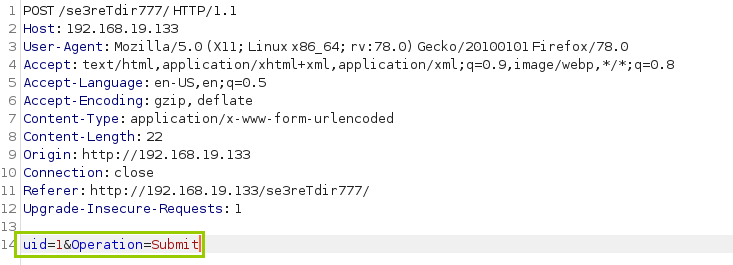 1 POST /se3reTdir777/ HTTP/1.1
2 Host: 192.168.19.133
3 User-Agent: Mozilla/5.0 (X11; Linux x86_64; rv:78.0) Gecko/20100101 Firefox/78.0
4 Accept: text/html,application/xhtml+xml,application/xml;q=0.9,image/webp,*/*;q=0.8
5 Accept-Language: en-US,en;q=0.5
6 Accept-Encoding: gzip, deflate
7 Content-Type: application/x-www-form-urlencoded
8 Content-Length: 22
9 Origin: http://192.168.19.133
10 Connection: close
11 Referer: http://192.168.19.133/se3reTdir777/
12 Upgrade-Insecure-Requests: 1
13
14 uid=1&Operation=Submit